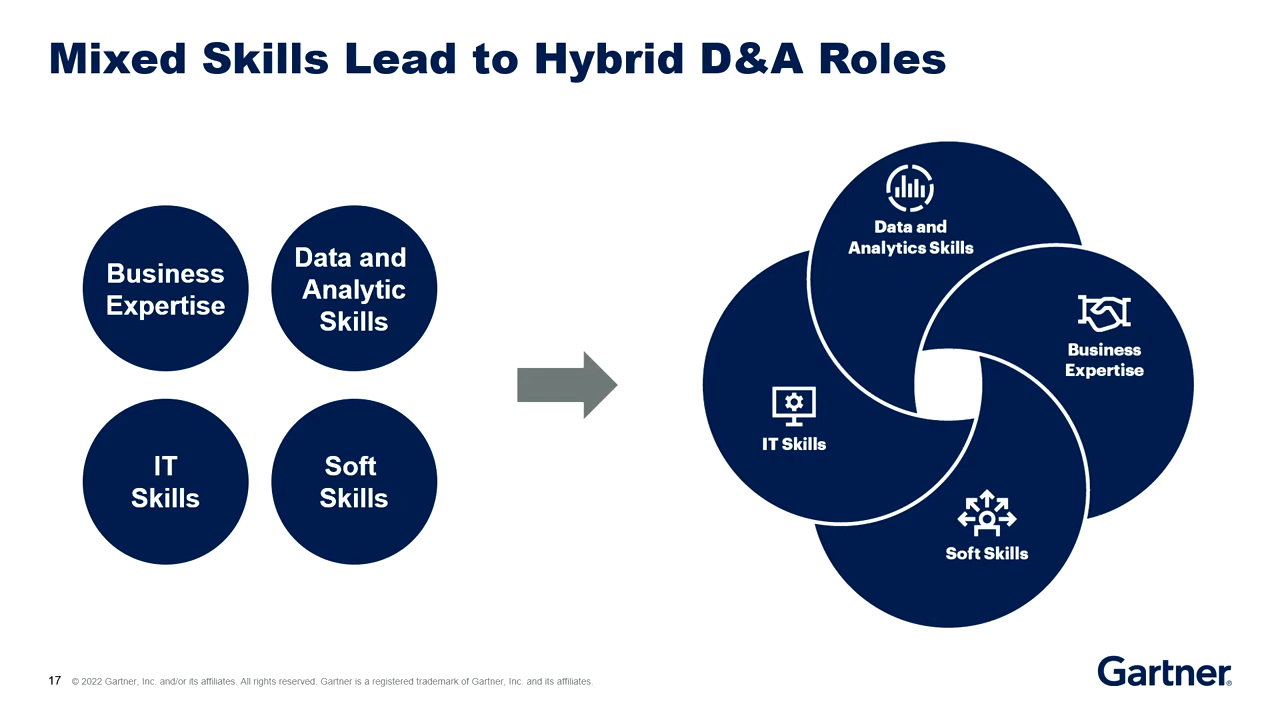 Mixed Skills Lead to Hybrid D&A Roles
Business
Expertise
Data and
Analytic
Skills
IT
Skills
Soft
Skills
Data and
Analytics Skills
Business
Expertise
IT Skills
Soft Skills
17 © 2022 Gartner, Inc. and/or its affiliates. All rights reserved. Gartner is a registered trademark of Gartner, Inc. and its affiliates.
Gartner®